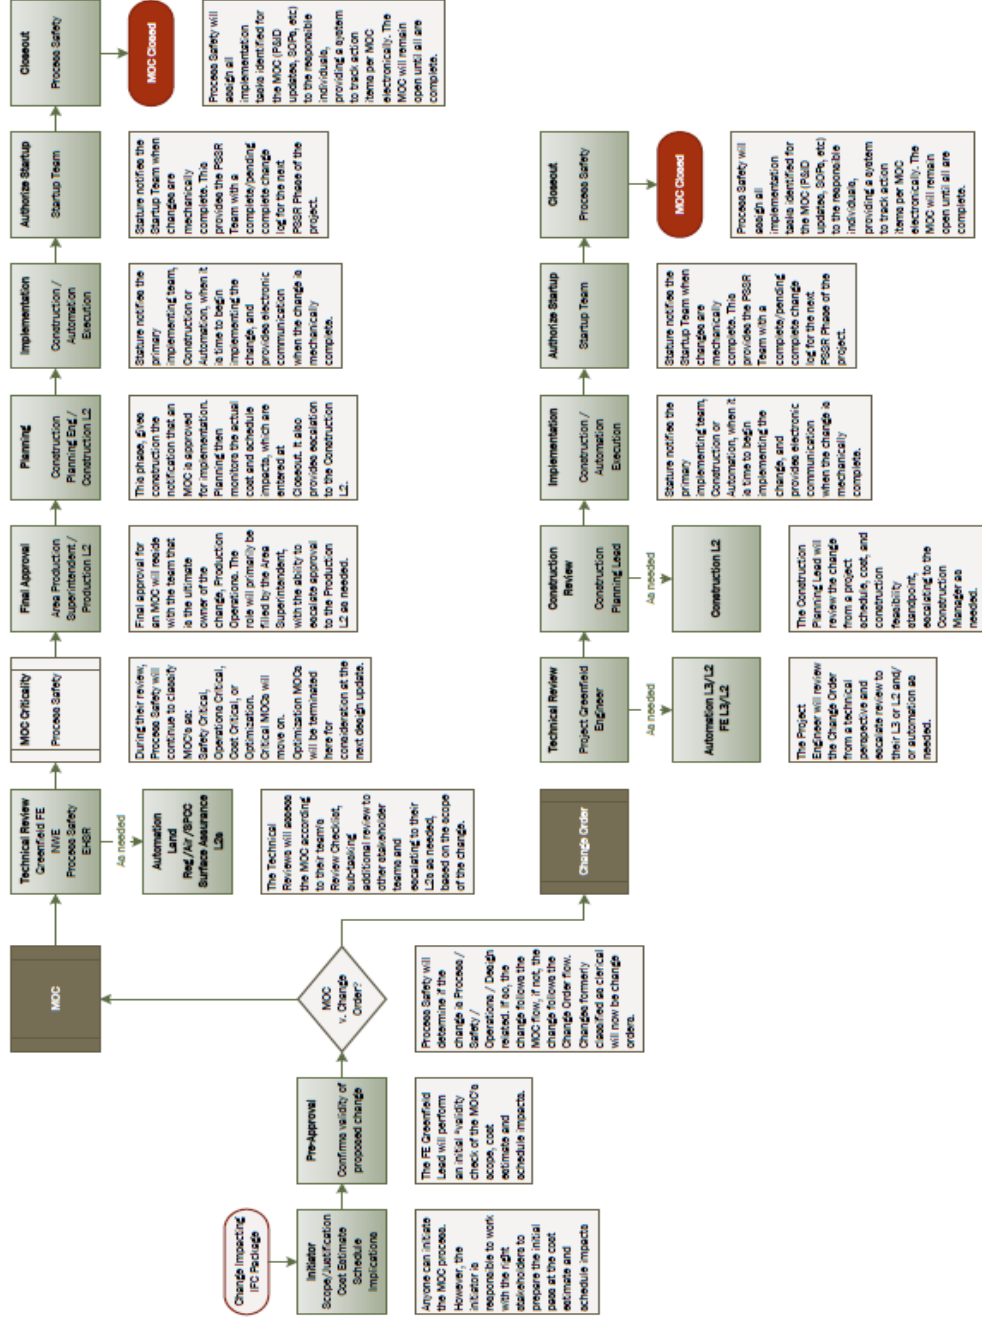 Change Impacting
IFC Package
Initiator
Scope/Justification
Cost Estimate
Schedule
Implications
Anyone can initiate
the MOC process.
However, the
initiator is
responsible to work
with the right
stakeholders to
prepare the initial
pass at the cost
estimate and
schedule impacts
Pre-Approval
Confirms validity of
proposed change
The FE Greenfield
Lead will perform
an initial "validity
check of the MOC's
scope, cost
estimate and
schedule impacts.
MOC
v. Change
Order?
Process Safety will
determine if the
change is Process /
Safety /
Operations / Design
related. If so, the
change follows the
MOC flow, if not, the
change follows the
Change Order flow.
Changes formerly
classified as clerical
will now be change
orders.
MOC
Technical Review
Greenfield FE
NWE
Process Safety
EHSR
As needed
Automation
Land
Reg /Air /SPCC
Surface Assurance
L2s
The Technical
Reviews will assess
the MOC according
to their team's
Review Checklist,
sub-tasking
additional review to
other stakeholder
teams and
escalating to their
L2s as needed,
based on the scope
of the change.
MOC Criticality
Process Safety
During their review,
Process Safety will
continue to classify
MOC's as:
Safety Critical,
Operations Critical,
Cost Critical, or
Optimization.
Critical MOCs will
move on.
Optimization MOCs
will be terminated
here for
consideration at the
next design update.
Final Approval
Area Production
Superintendent /
Production L2
Final approval for
an MOC will reside
with the team that
is the ultimate
owner of the
change, Production
Operations. The
role will primarily be
filled by the Area
Superintendent,
with the ability to
escalate approval
to the Production
L2 as needed.
Planning
Construction
Planning Eng /
Construction L2
This phase, gives
construction the
notification that an
MOC is approved
for implementation.
Planning then
monitors the actual
cost and schedule
impacts, which are
entered at
Closeout. It also
provides escalation
to the Construction
L2.
Implementation
Construction /
Automation
Execution
Stature notifies the
primary
implementing team,
Construction or
Automation, when it
is time to begin
implementing the
change, and
provides electronic
communication
when the change is
mechanically
complete.
Authorize Startup
Startup Team
Stature notifies the
Startup Team when
changes are
mechanically
complete. This
provides the PSSR
Team with a
complete/pending
complete change
log for the next
PSSR Phase of the
project.
Closeout
Process Safety
MOC Closed
Process Safety will
assign all
implementation
tasks identified for
the MOC (P&ID
updates, SOPs, etc)
to the responsible
individuals,
providing a system
to track action
items per MOC
electronically. The
MOC will remain
open until all are
complete.
Change Order
Technical Review
Project Greenfield
Engineer
As needed
Automation L3/L2
FE L3/L2
The Project
Engineer will review
the Change Order
from a technical
perspective and
escalate review to
their L3 or L2 and/
or automation as
needed.
Construction
Review
Construction
Planning Lead
As needed
Construction L2
The Construction
Planning Lead will
review the change
from a project
schedule, cost, and
construction
feasibility
standpoint,
escalating to the
Construction
Manager as
needed.
Implementation
Construction /
Automation
Execution
Stature notifies the
primary
implementing team,
Construction or
Automation, when it
is time to begin
implementing the
change, and
provides electronic
communication
when the change is
mechanically
complete.
Authorize Startup
Startup Team
Stature notifies the
Startup Team when
changes are
mechanically
complete. This
provides the PSSR
Team with a
complete/pending
complete change
log for the next
PSSR Phase of the
project.
Closeout
Process Safety
MOC Closed
Process Safety will
assign all
implementation
tasks identified for
the MOC (P&ID
updates, SOPs, etc)
to the responsible
individuals,
providing a system
to track action
items per MOC
electronically. The
MOC will remain
open until all are
complete.